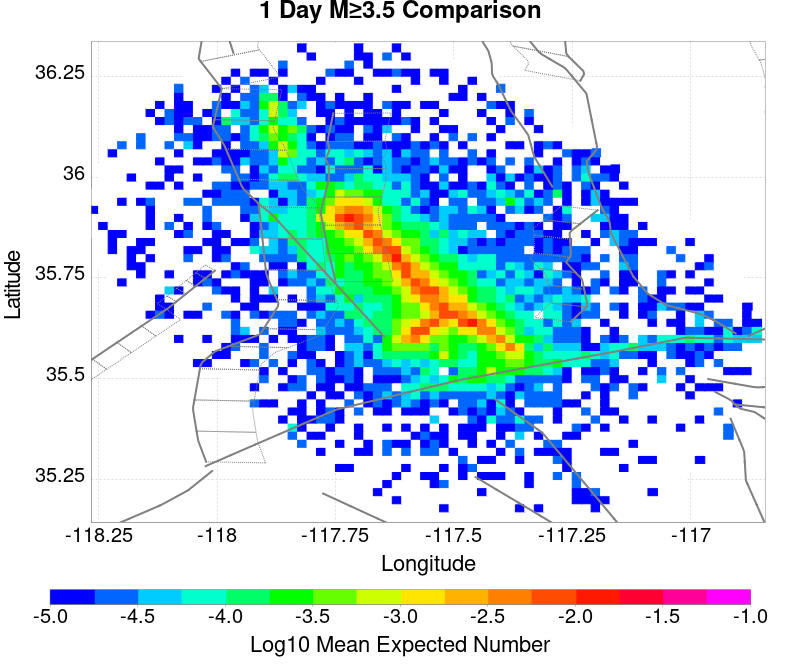 1 Day M≥3.5 Comparison
36.25
36
35.75
35.5
35.25
Latitude
-118.25 -118 -117.75 -117.5 -117.25 -117
Longitude
-5.0 -4.5 -4.0 -3.5 -3.0 -2.5 -2.0 -1.5 -1.0
Log10 Mean Expected Number